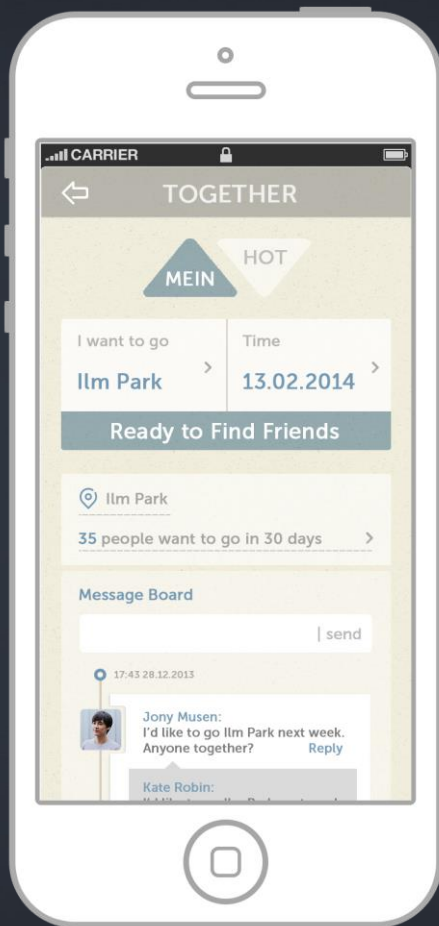 CARRIER
TOGETHER
MEIN
HOT
I want to go
Ilm Park
Time
13.02.2014
Ready to Find Friends
Ilm Park
35 people want to go in 30 days
Message Board
| send
17:43 28.12.2013
Jony Musen:
I'd like to go Ilm Park next week.
Anyone together?
Reply
Kate Robin: